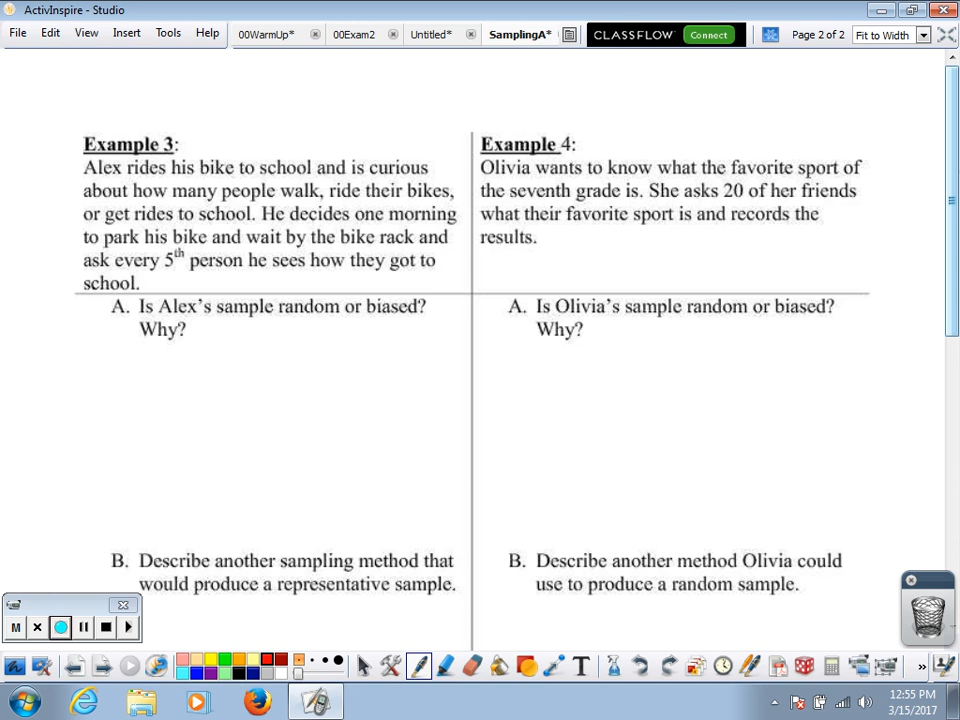 ActivInspire - Studio
File Edit View Insert Tools Help
00WarmUp* 00Exam2 Untitled* SamplingA*
CLASSFLOW Connect
Page 2 of 2 Fit to Width
Example 3:
Alex rides his bike to school and is curious
about how many people walk, ride their bikes,
or get rides to school. He decides one morning
to park his bike and wait by the bike rack and
ask every 5th person he sees how they got to
school.
A. Is Alex's sample random or biased?
Why?
B. Describe another sampling method that
would produce a representative sample.
Example 4:
Olivia wants to know what the favorite sport of
the seventh grade is. She asks 20 of her friends
what their favorite sport is and records the
results.
A. Is Olivia's sample random or biased?
Why?
B. Describe another method Olivia could
use to produce a random sample.
M
T
»
12:55 PM
3/15/2017